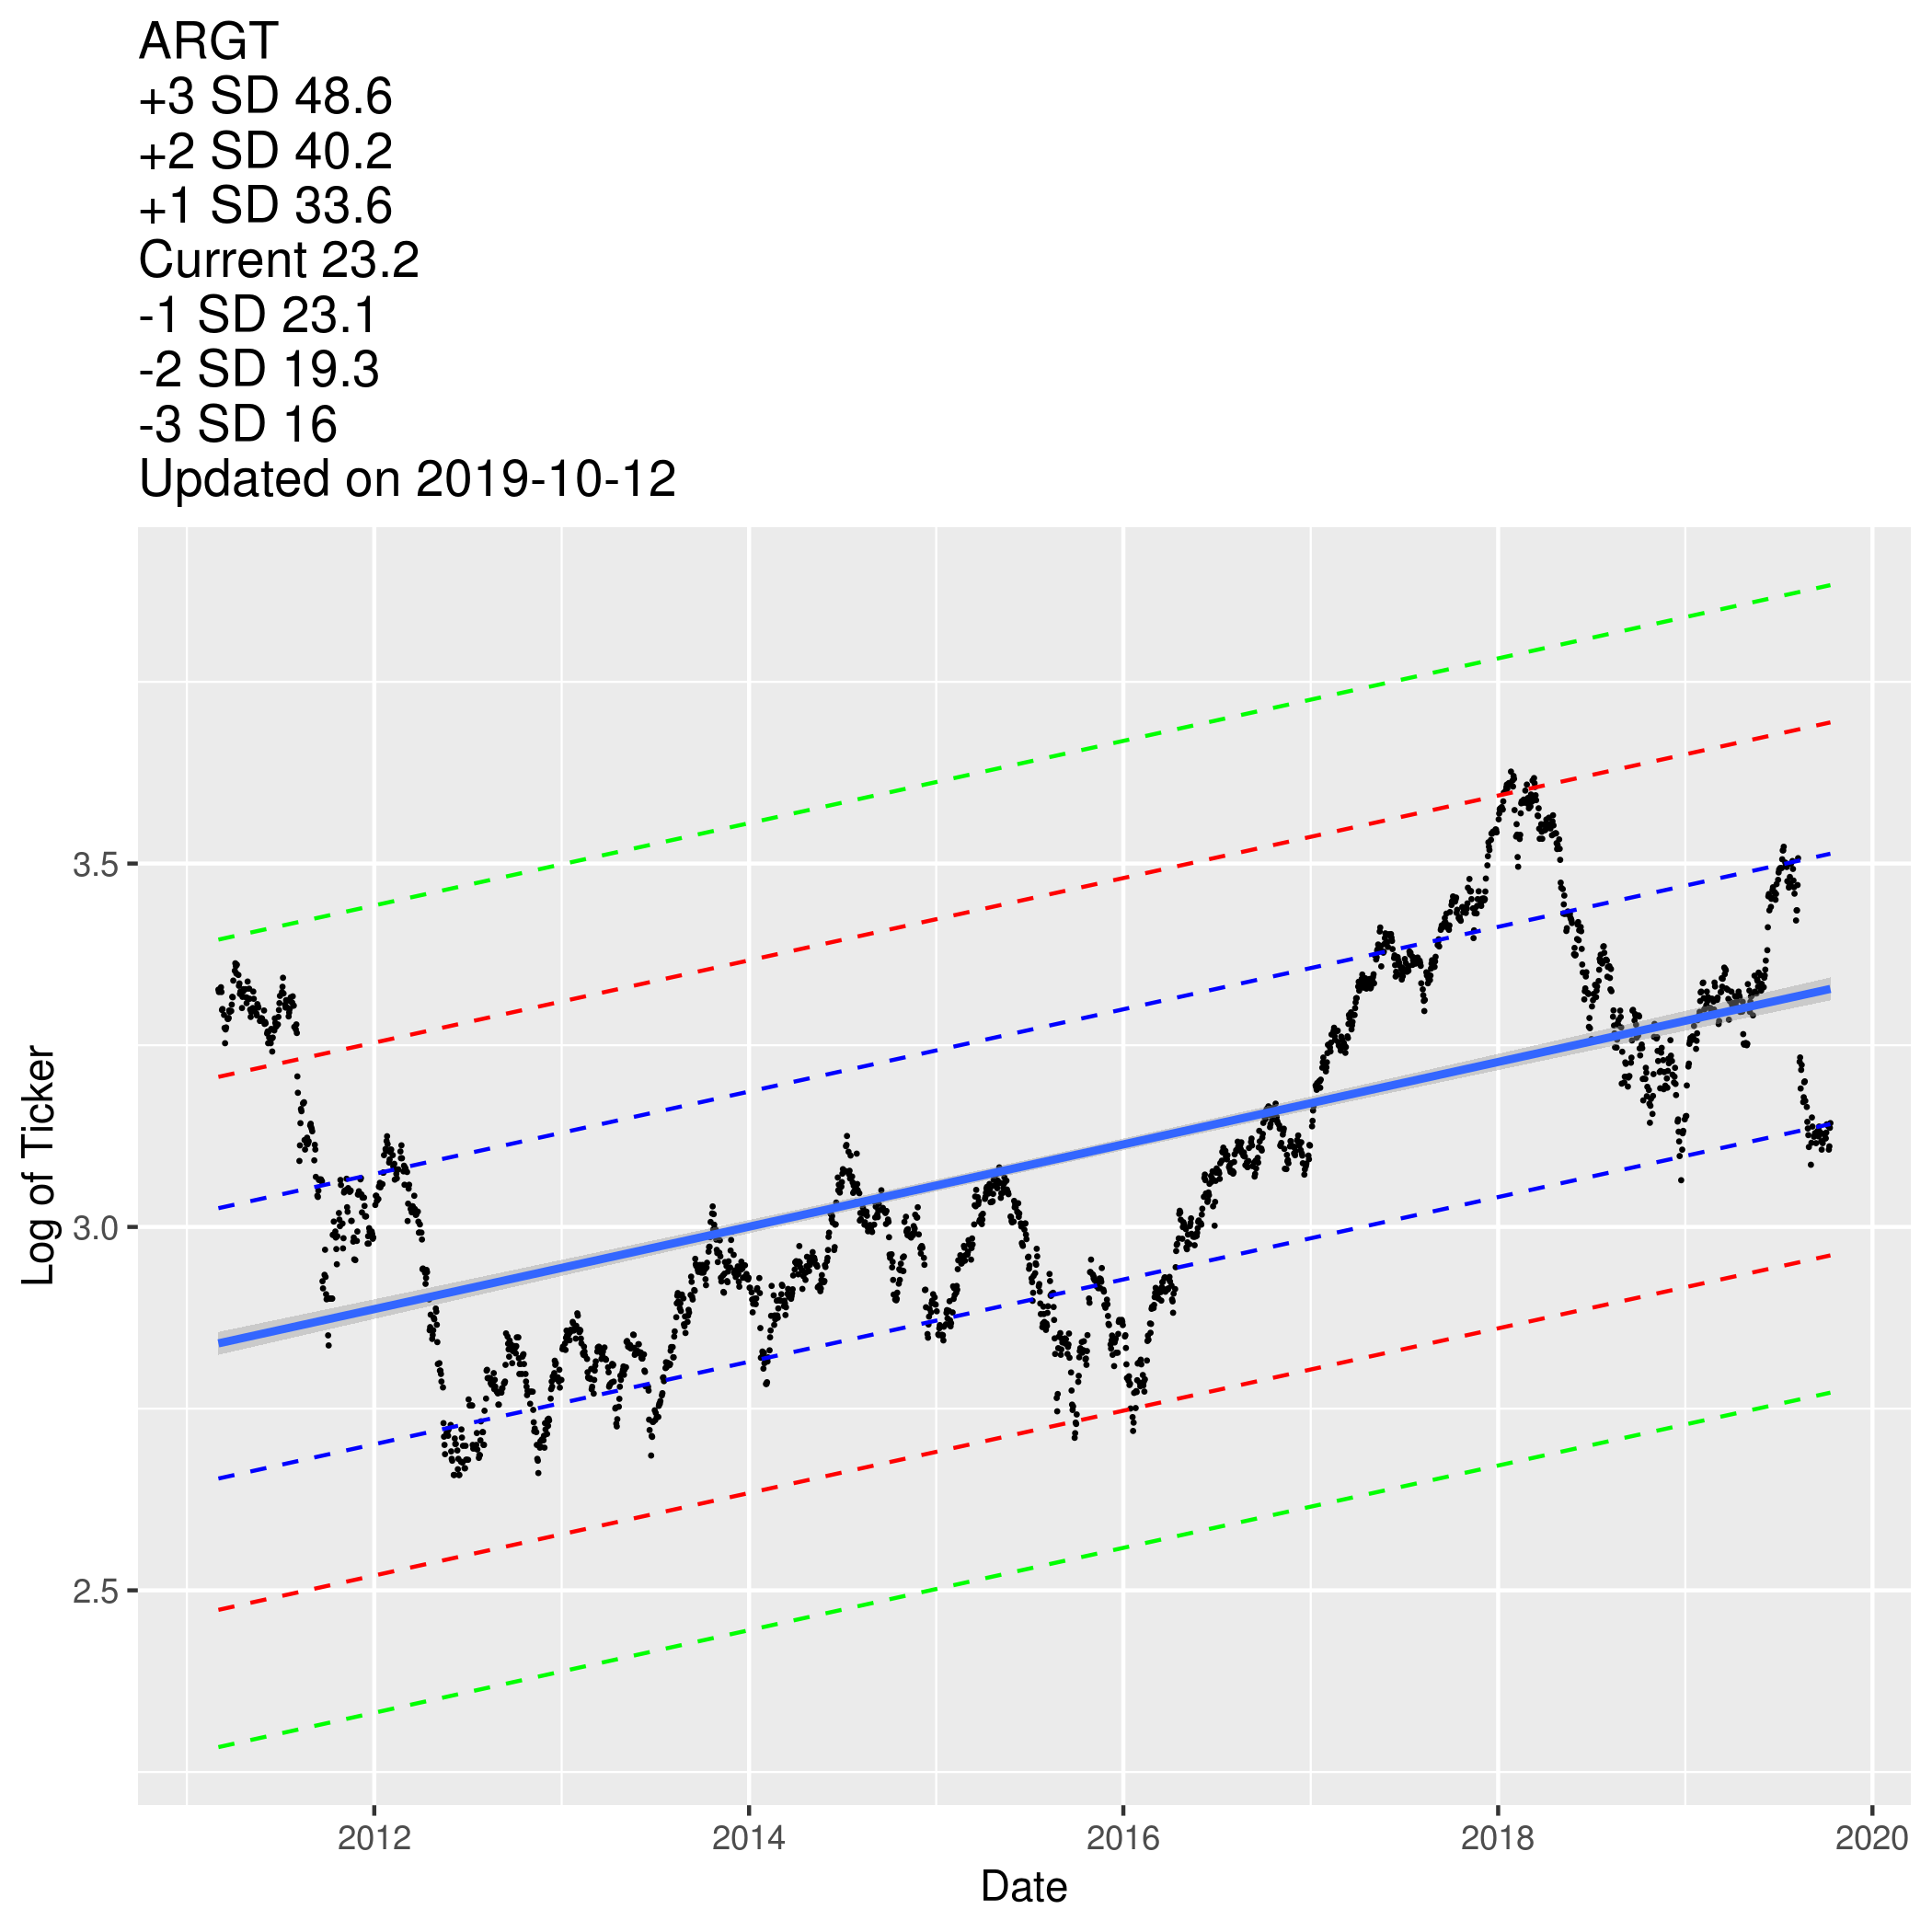 ARGT
+3 SD 48.6
+2 SD 40.2
+1 SD 33.6
Current 23.2
-1 SD 23.1
-2 SD 19.3
-3 SD 16
Updated on 2019-10-12
Log of Ticker
3.5
3.0
2.5
2012 2014 2016 2018 2020
Date